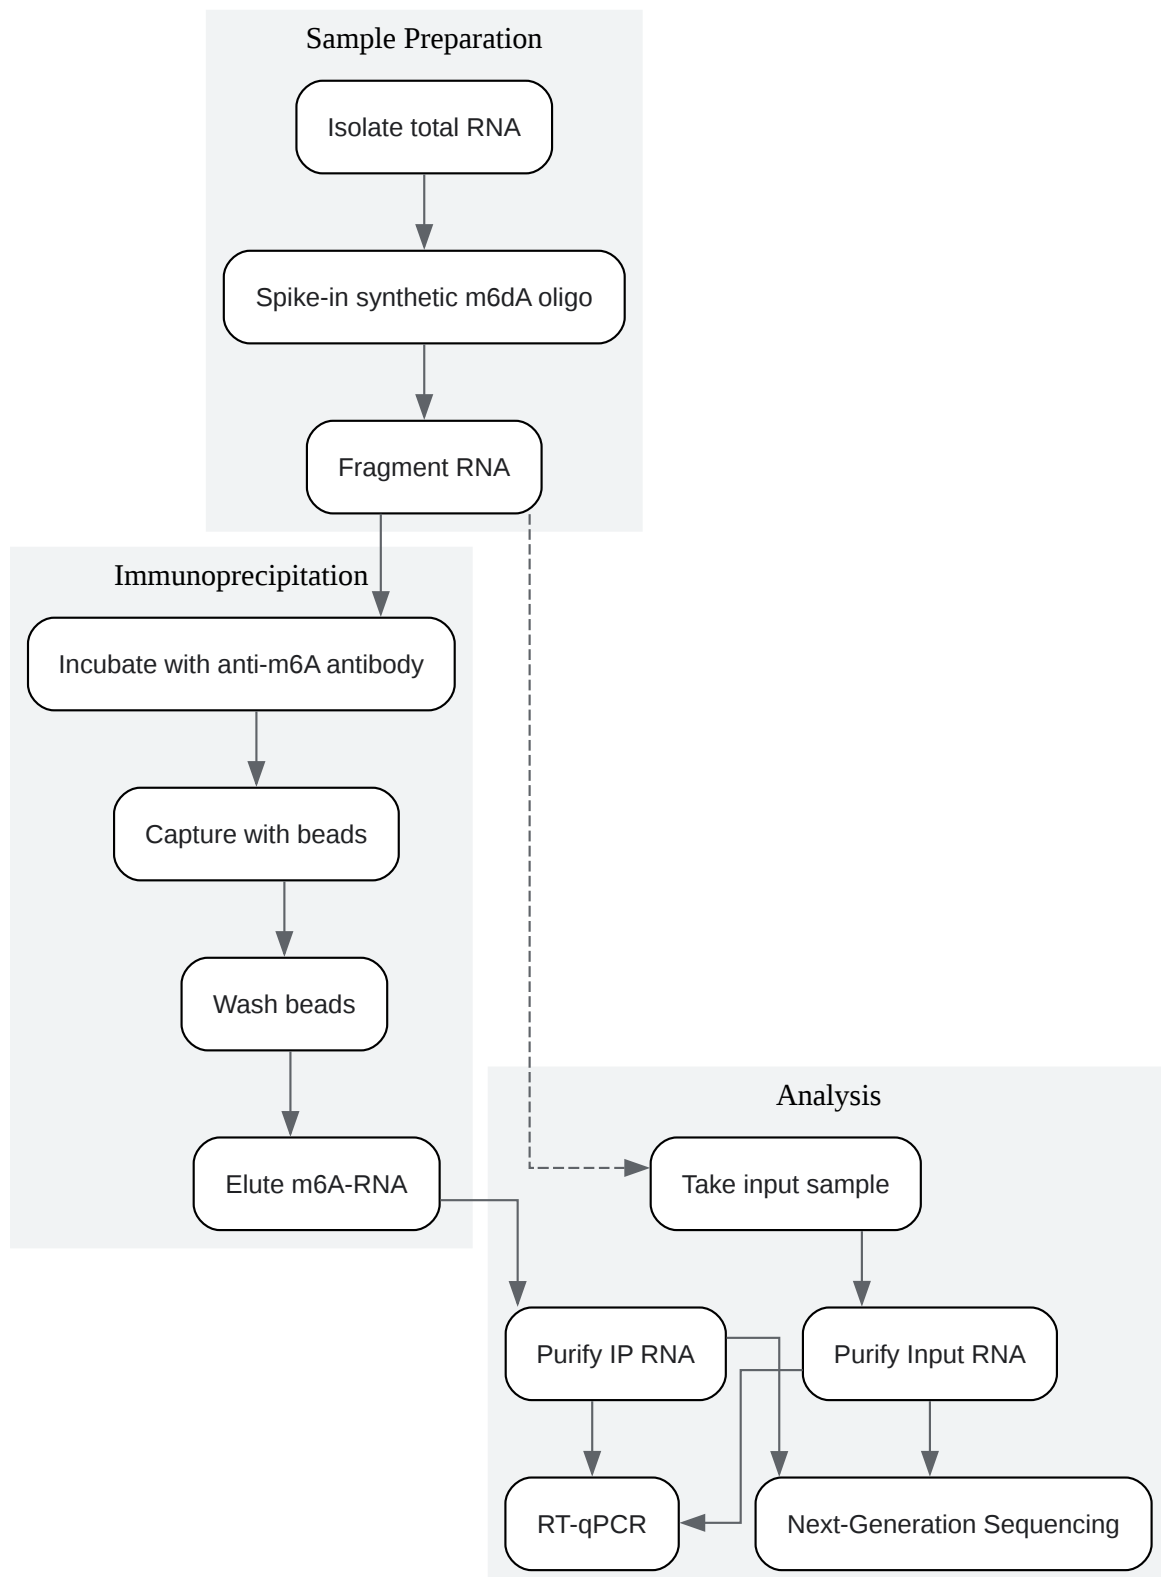 Sample Preparation
Isolate total RNA
Spike-in synthetic m6dA oligo
Fragment RNA
Immunoprecipitation
Incubate with anti-m6A antibody
Capture with beads
Wash beads
Elute m6A-RNA
Analysis
Take input sample
Purify IP RNA
Purify Input RNA
RT-qPCR
Next-Generation Sequencing